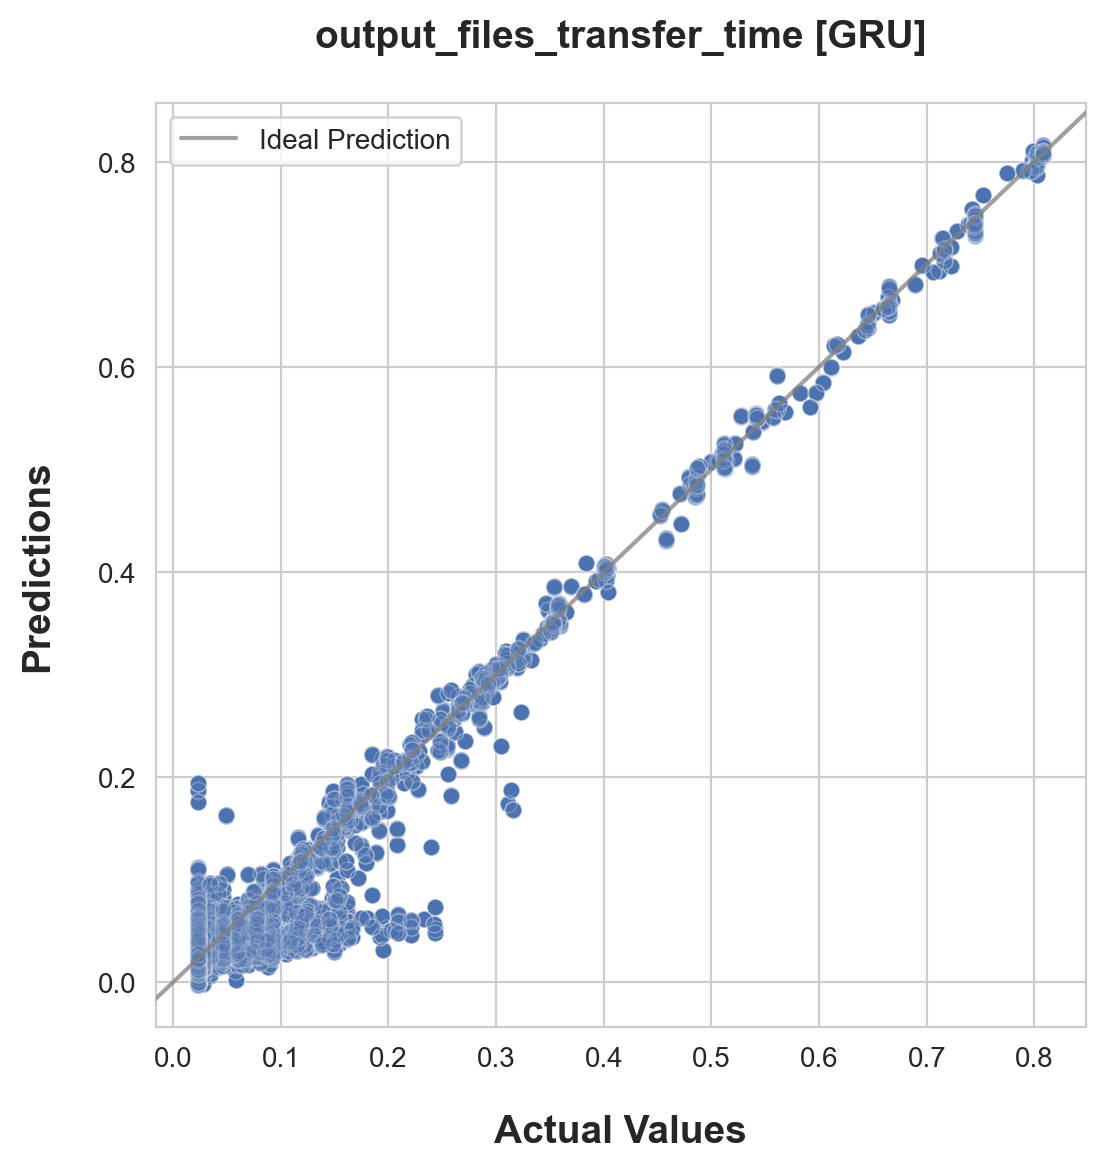 output_files_transfer_time [GRU]
Ideal Prediction
0.8
0.6
0.4
0.2
0.0
Predictions
0.0 0.1 0.2 0.3 0.4 0.5 0.6 0.7 0.8
Actual Values